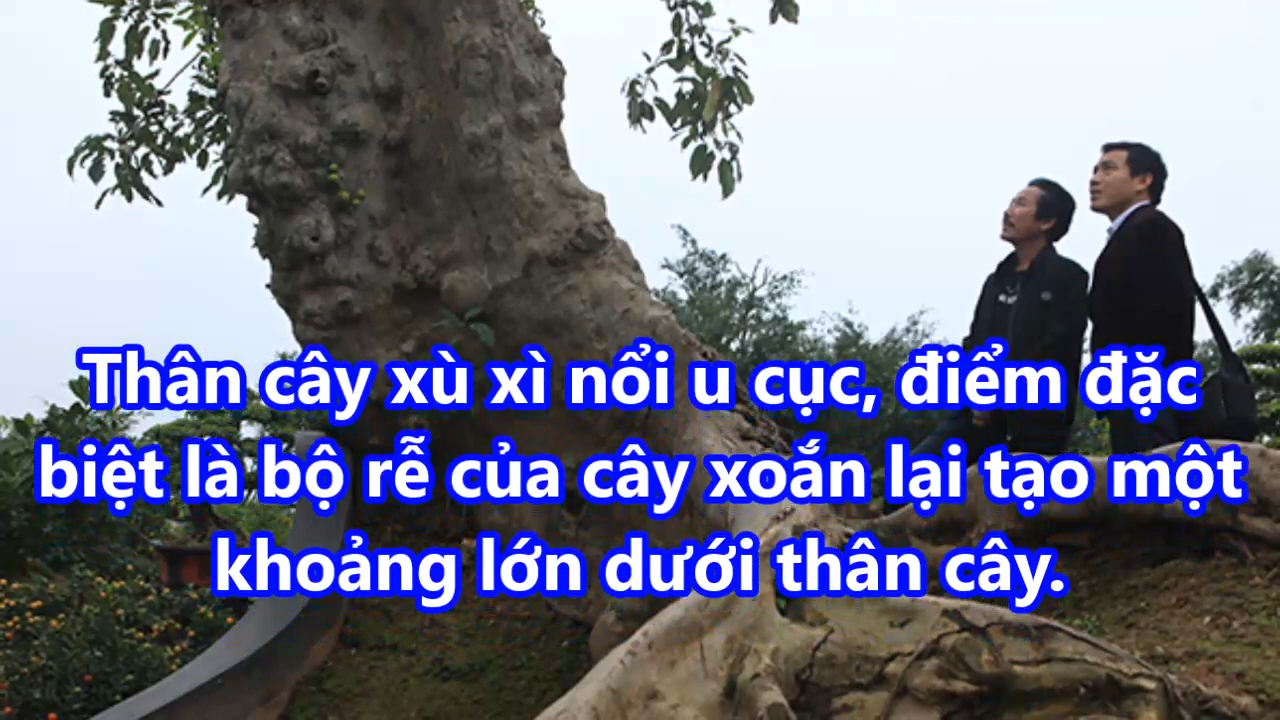 Thân cây xù xì nổi u cục, điểm đặc
biệt là bộ rễ của cây xoắn lại tạo một
khoảng lớn dưới thân cây.